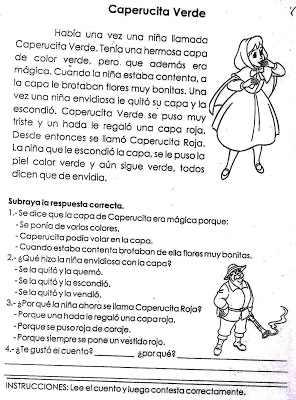 Caperucita Verde
Había una vez una niña llamada
Caperucita Verde. Tenía una hermosa capa
de color verde, pero que además era
mágica. Cuando la niña estaba contenta, a
la capa le brotaban flores muy bonitas. Una
vez una niña envidiosa le quitó su capa y la
escondió. Caperucita Verde se puso muy
triste y un hada le regaló una capa roja.
Desde entonces se llamó Caperucita Roja.
La niña que le escondió la capa, se le puso la
piel color verde y aún sigue verde, todos
dicen que de envidia.
Subraya la respuesta correcta.
1.- Se dice que la capa de Caperucita era mágica porque:
- Se ponía de varios colores.
- Caperucita podía volar en la capa.
- Cuando estaba contenta brotaban de ella flores muy bonitas.
2.- ¿Qué hizo la niña envidiosa con la capa?
- Se la quitó y la quemó.
- Se la quitó y la escondió.
- Se la quitó y la vendió.
3.- ¿Por qué la niña ahora se llama Caperucita Roja?
- Porque una hada le regaló una capa roja.
- Porque se puso roja de coraje.
- Porque siempre se pone un vestido rojo.
4.- ¿Te gustó el cuento? ____________ ¿por qué? ____________
INSTRUCCIONES: Lee el cuento y luego contesta correctamente.